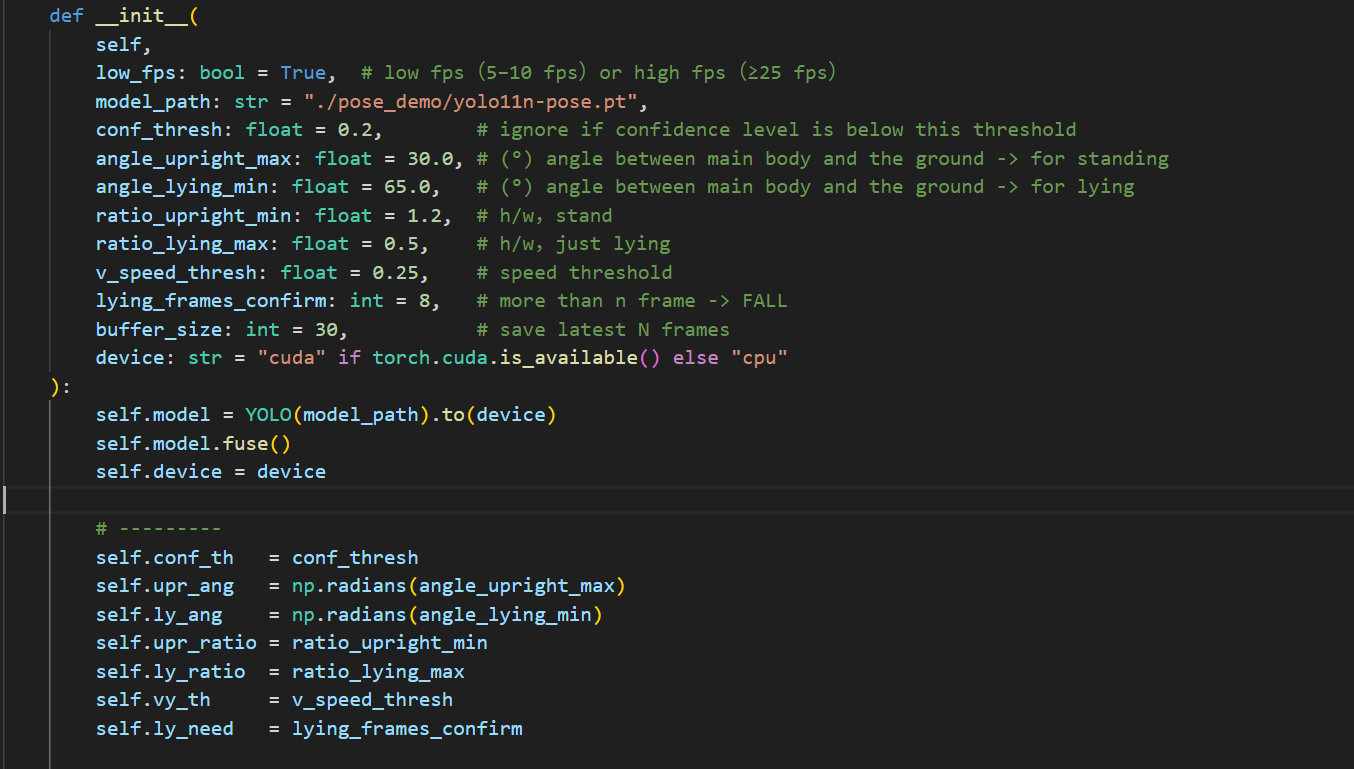 def __init__(
self,
low_fps: bool = True,  # low fps（5–10 fps）or high fps（≥25 fps）
model_path: str = "./pose_demo/yolo11n-pose.pt",
conf_thresh: float = 0.2,        # ignore if confidence level is below this threshold
angle_upright_max: float = 30.0, # (°) angle between main body and the ground -> for standing
angle_lying_min: float = 65.0,   # (°) angle between main body and the ground -> for lying
ratio_upright_min: float = 1.2,  # h/w，stand
ratio_lying_max: float = 0.5,    # h/w，just lying
v_speed_thresh: float = 0.25,    # speed threshold
lying_frames_confirm: int = 8,   # more than n frame -> FALL
buffer_size: int = 30,           # save latest N frames
device: str = "cuda" if torch.cuda.is_available() else "cpu"
):
self.model = YOLO(model_path).to(device)
self.model.fuse()
self.device = device
# ---------
self.conf_th   = conf_thresh
self.upr_ang   = np.radians(angle_upright_max)
self.ly_ang    = np.radians(angle_lying_min)
self.upr_ratio = ratio_upright_min
self.ly_ratio  = ratio_lying_max
self.vy_th     = v_speed_thresh
self.ly_need   = lying_frames_confirm